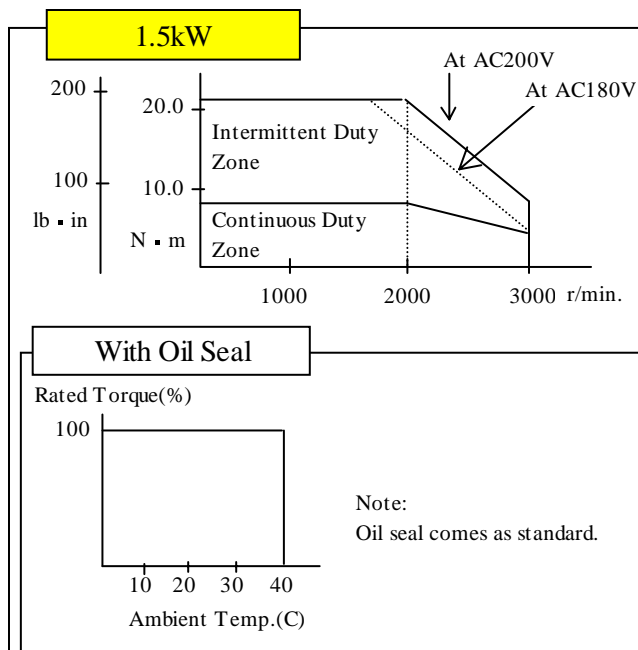 1.5kW
At AC200V
At AC180V
200
20.0
Intermittent Duty
Zone
100
10.0
lb ▪ in
N ▪ m
Continuous Duty
Zone
1000 2000 3000 r/min.
With Oil Seal
Rated Torque(%)
100
Note:
Oil seal comes as standard.
10 20 30 40
Ambient Temp.(C)